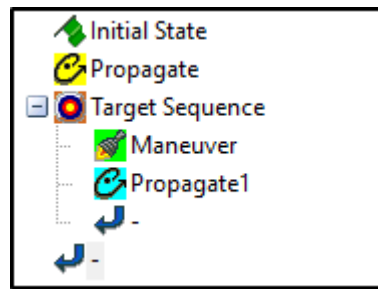 Initial State
Propagate
Target Sequence
Maneuver
Propagate1
-
-